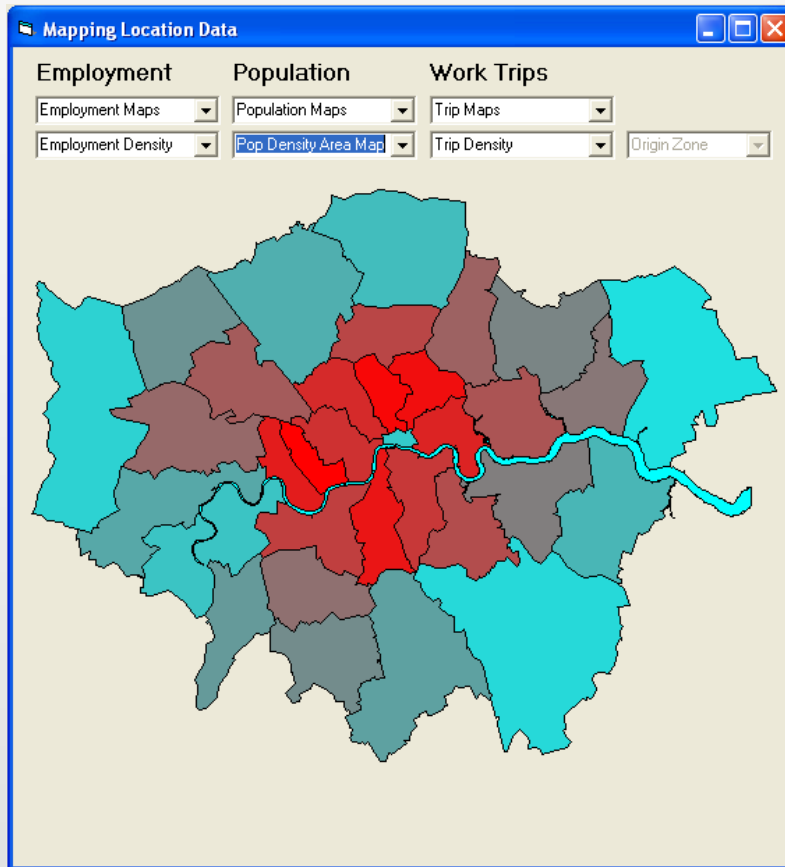 Mapping Location Data
Employment Population Work Trips
Employment Maps Population Maps Trip Maps
Employment Density Pop Density Area Map Trip Density Origin Zone